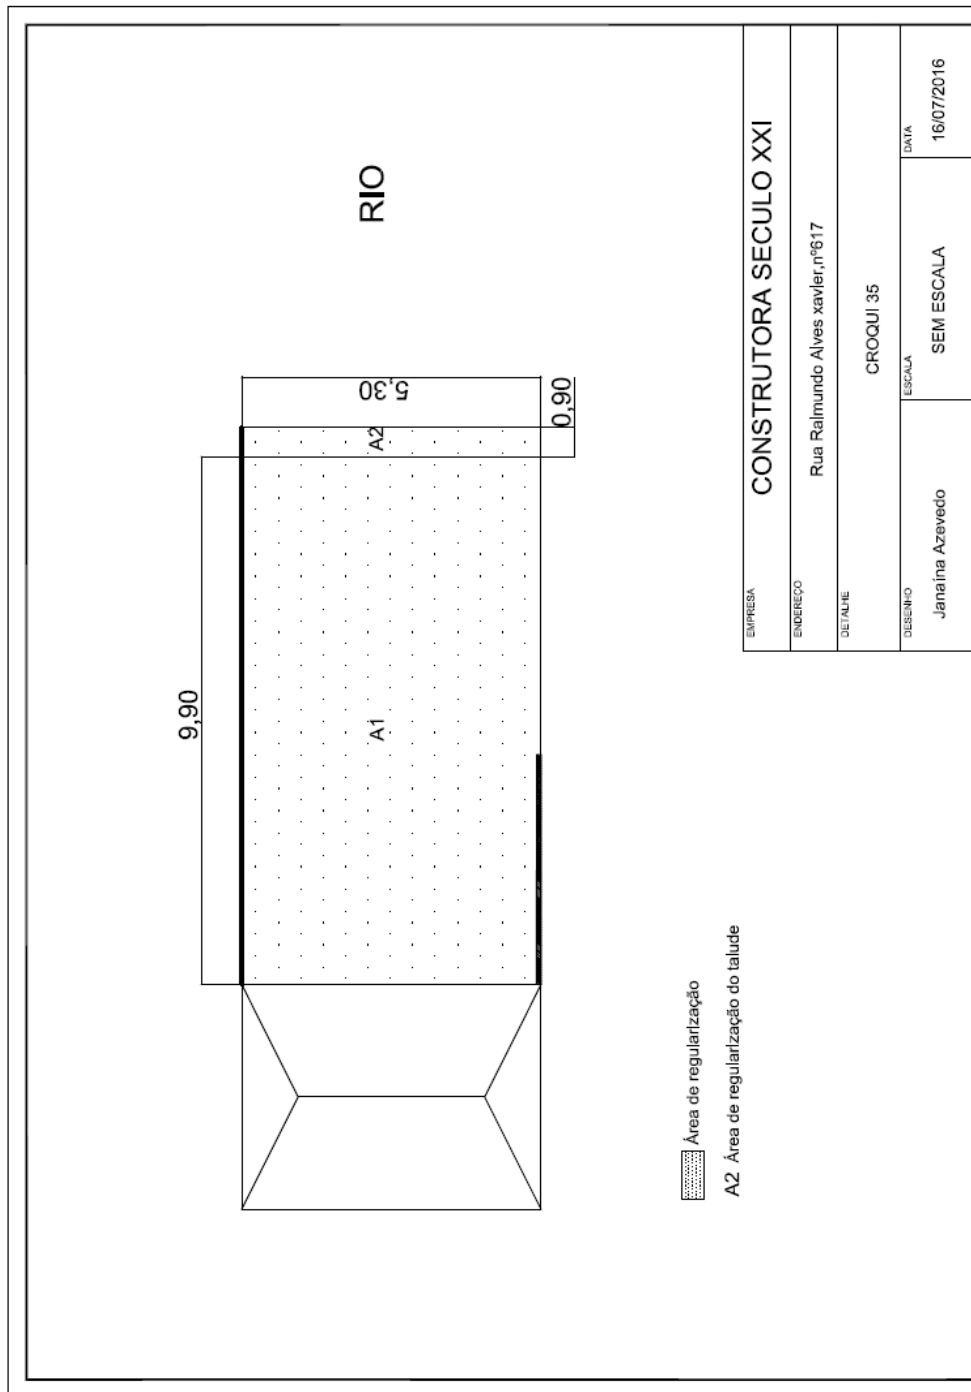 RIO
5,30
0,90
A2
9,90
A1
Área de regularização
A2 Área de regularização do talude
EMPRESA
CONSTRUTORA SECULO XXI
ENDEREÇO
Rua Raimundo Alves xavier,nº617
DETALHE
CROQUI 35
DESENHO
Janaína Azevedo
ESCALA
SEM ESCALA
DATA
16/07/2016